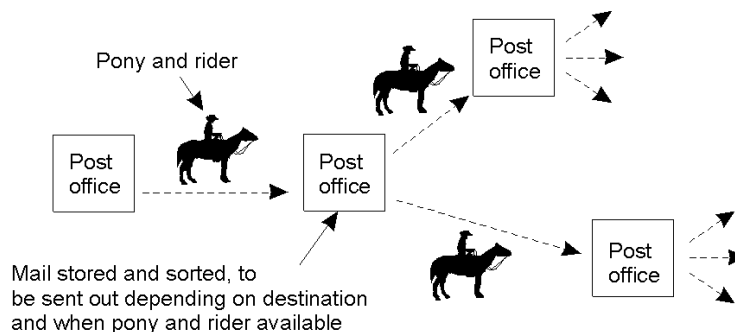 Pony and rider
Post
office
Post
office
Post
office
Post
office
Mail stored and sorted, to
be sent out depending on destination
and when pony and rider available